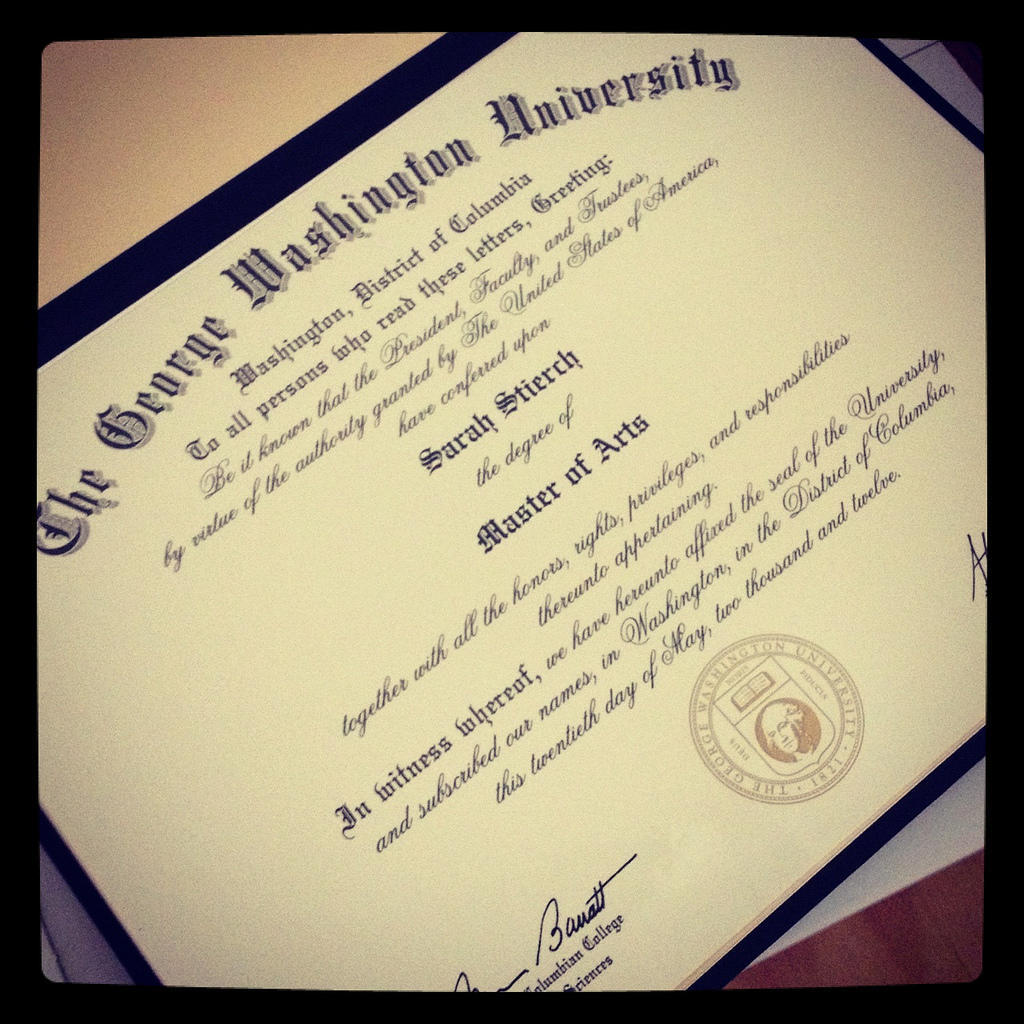 The George Washington University
Washington, District of Columbia
To all persons who read these letters, Greeting:
Be it known that the President, Faculty, and Trustees,
by virtue of the authority granted by The United States of America,
have conferred upon
Sarah Stierch
the degree of
Master of Arts
together with all the honors, rights, privileges, and responsibilities
thereunto appertaining.
In witness whereof, we have hereunto affixed the seal of the University,
and subscribed our names, in Washington, in the District of Columbia,
this twentieth day of May, two thousand and twelve.
THE GEORGE WASHINGTON UNIVERSITY · 1821 ·
DEUS NOBIS FIDUCIA
Barratt
olumbian College
Sciences